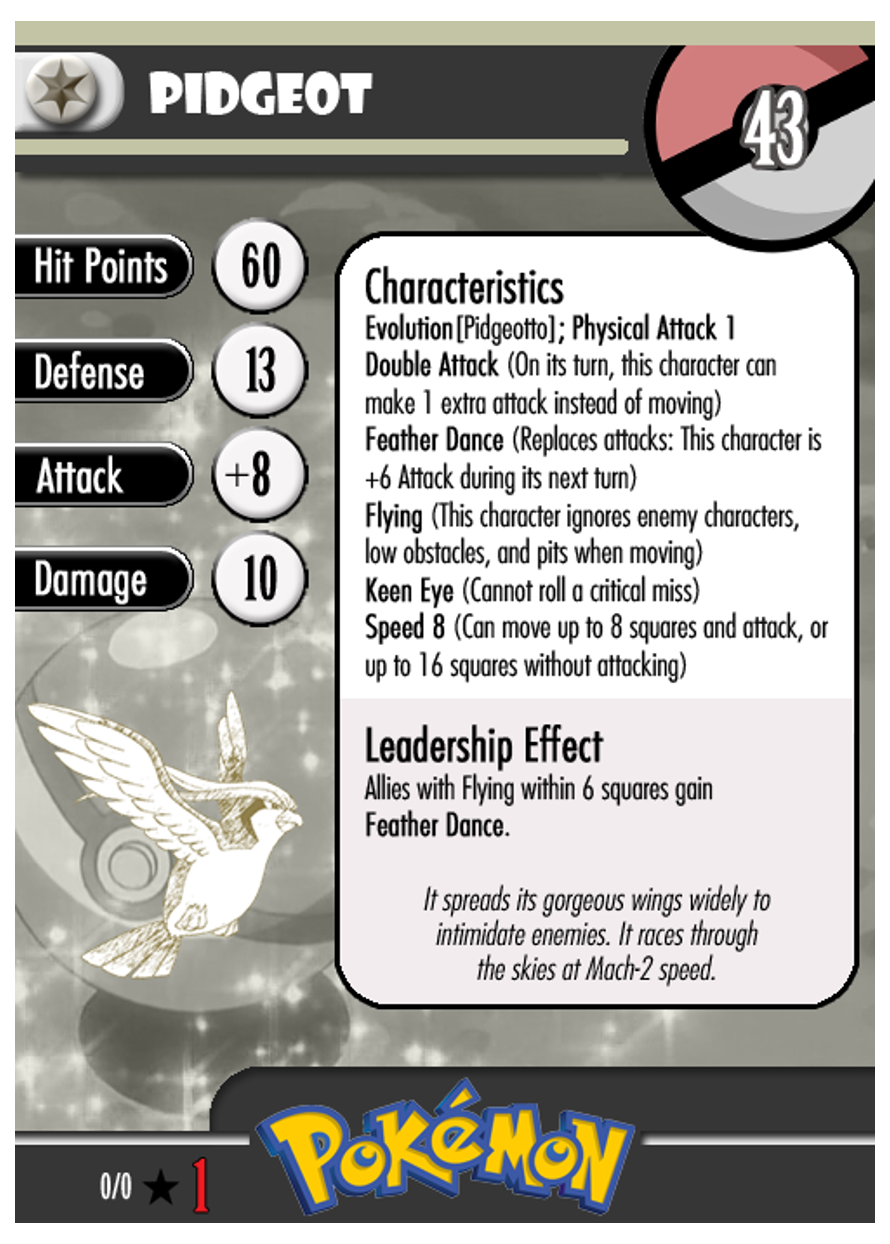 PIDGEOT
43
Hit Points 60
Defense 13
Attack +8
Damage 10
Characteristics
Evolution[Pidgeotto]; Physical Attack 1
Double Attack (On its turn, this character can
make 1 extra attack instead of moving)
Feather Dance (Replaces attacks: This character is
+6 Attack during its next turn)
Flying (This character ignores enemy characters,
low obstacles, and pits when moving)
Keen Eye (Cannot roll a critical miss)
Speed 8 (Can move up to 8 squares and attack, or
up to 16 squares without attacking)
Leadership Effect
Allies with Flying within 6 squares gain
Feather Dance.
It spreads its gorgeous wings widely to
intimidate enemies. It races through
the skies at Mach-2 speed.
POKéMON
0/0 ★ 1